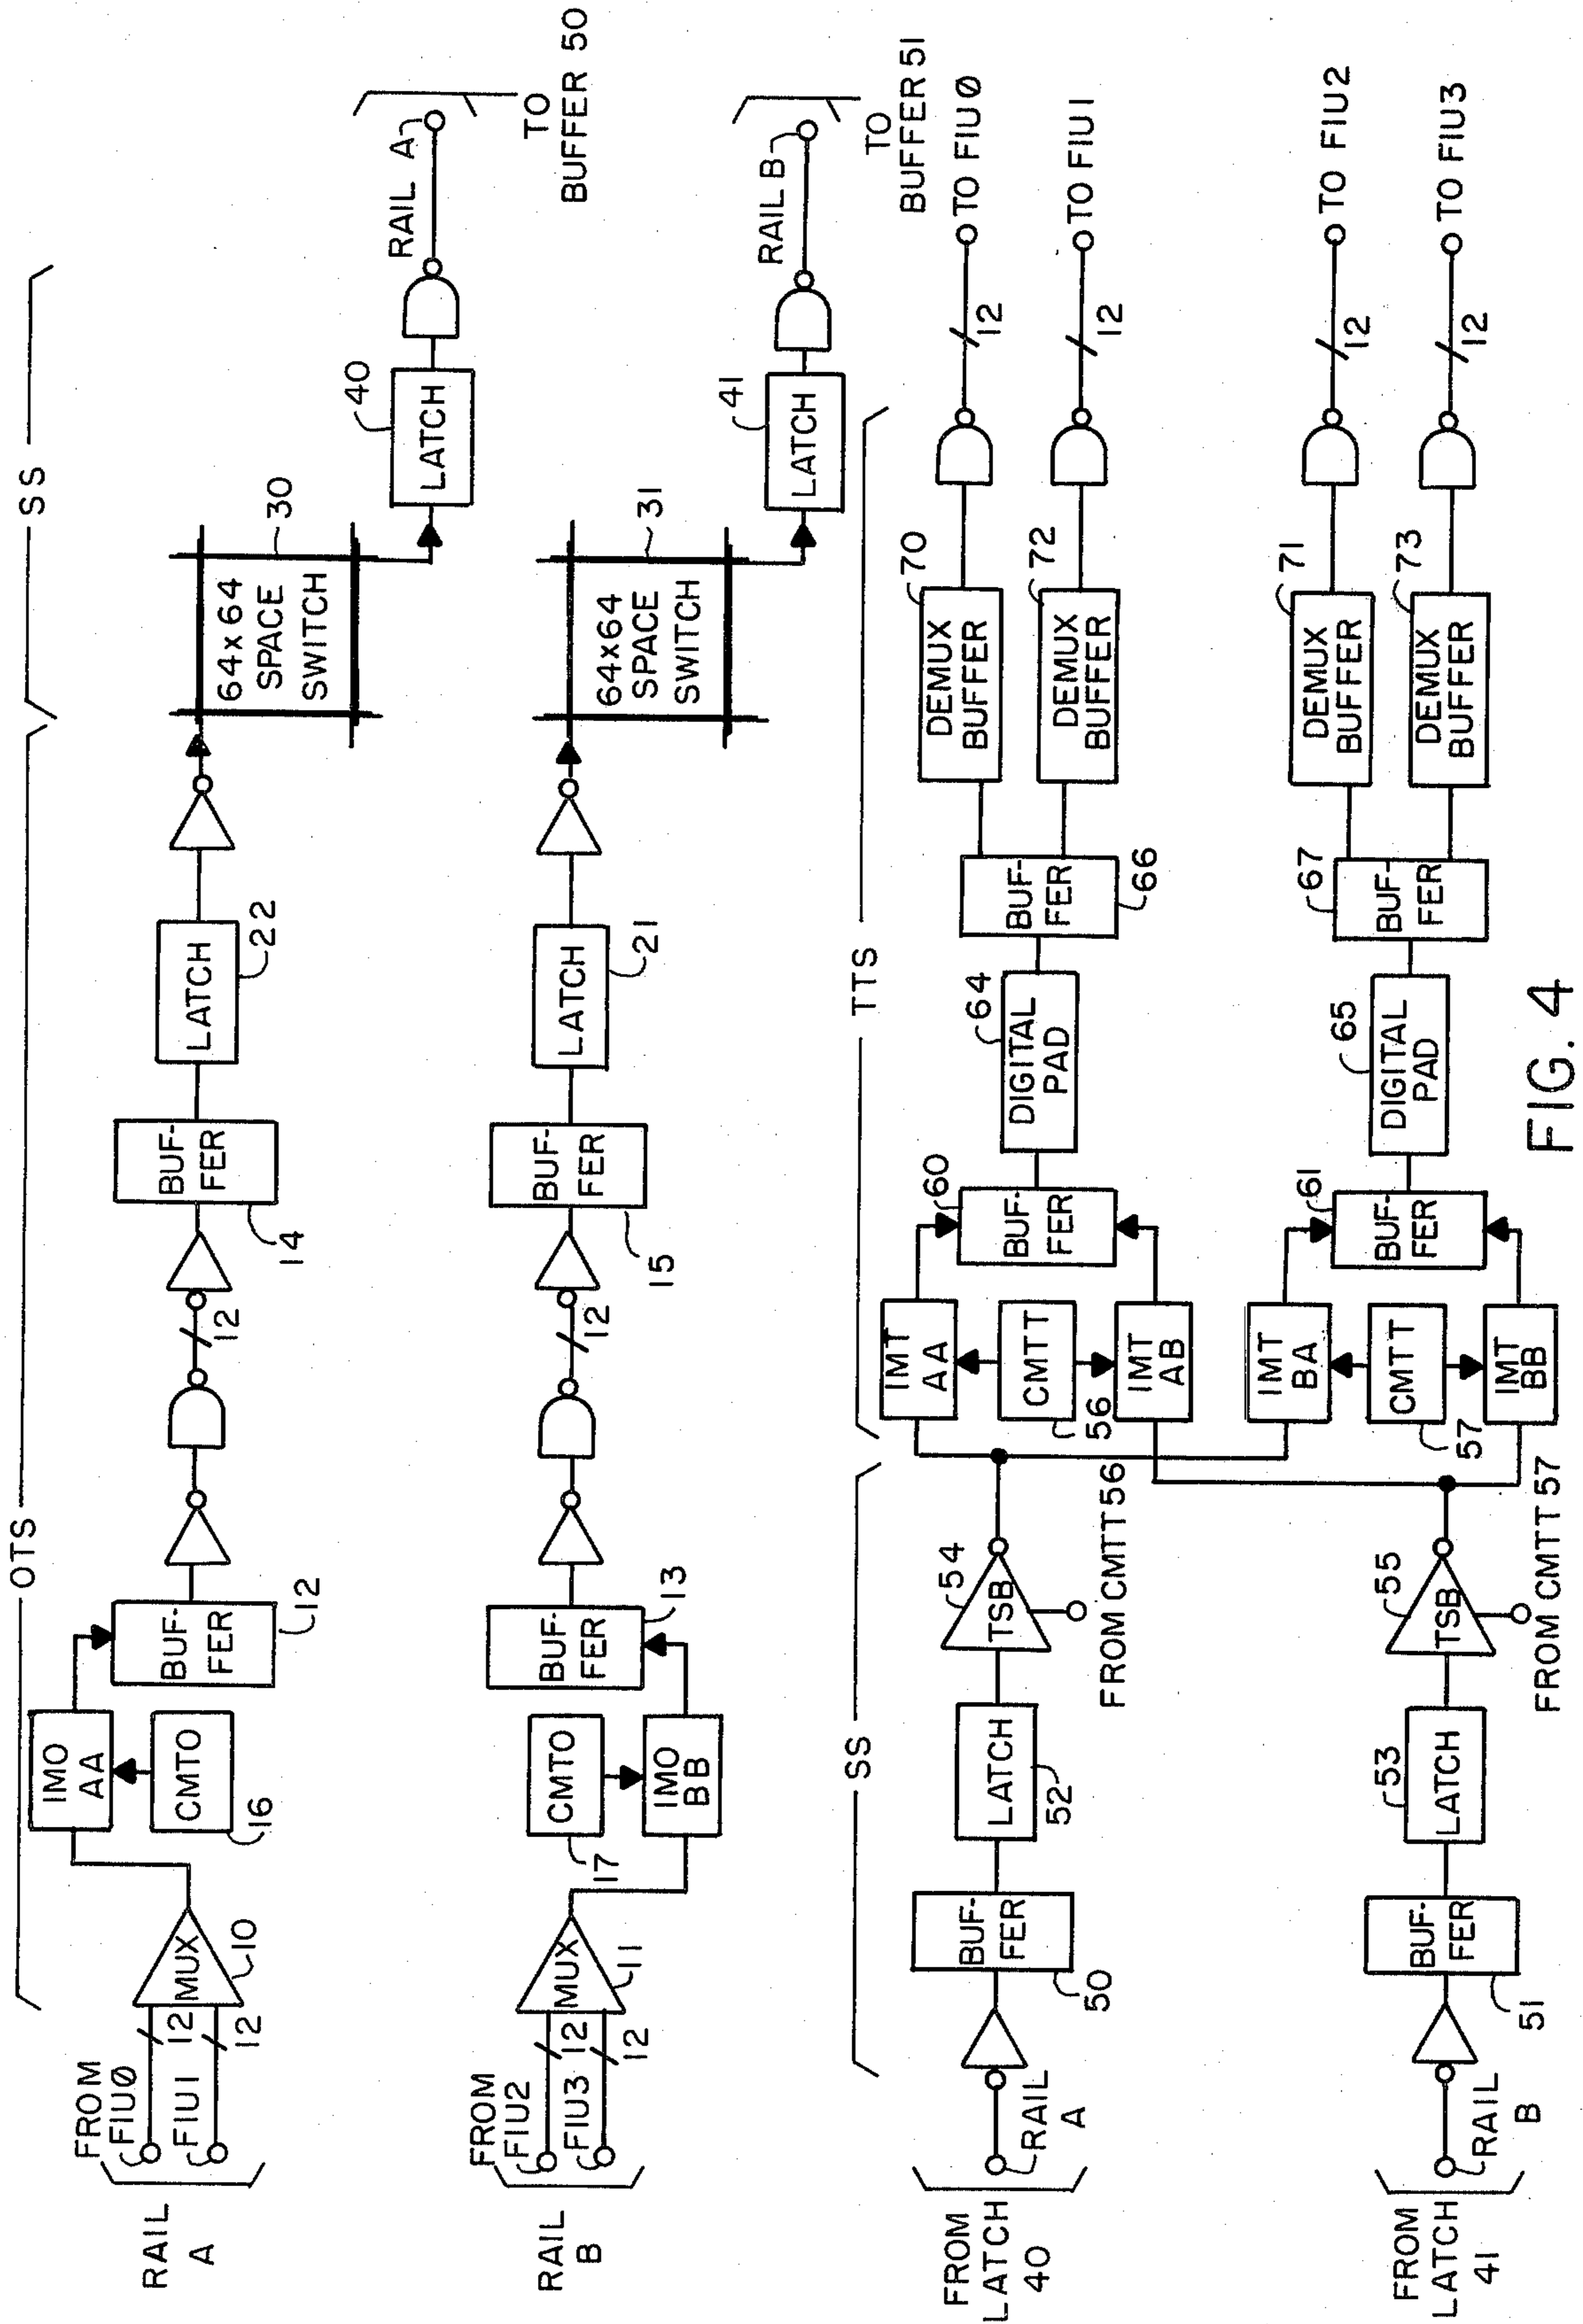 OTS
SS
RAIL
A
FROM
FIUØ
FIU1
12
12
MUX
10
IMO
AA
CMTO
16
BUF-
FER
12
12
BUF-
FER
14
LATCH
22
64x64
SPACE
SWITCH
30
LATCH
40
RAIL A
TO
BUFFER 50
RAIL
B
FROM
FIU2
FIU3
12
12
MUX
11
CMTO
17
IMO
BB
BUF-
FER
13
12
BUF-
FER
15
LATCH
21
64x64
SPACE
SWITCH
31
LATCH
41
RAIL B
TO
BUFFER 51
SS
TTS
FROM
LATCH
40
RAIL
A
BUF-
FER
50
LATCH
52
TSB
54
FROM CMTT56
IMT
AA
CMTT
56
IMT
AB
BUF-
FER
60
DIGITAL
PAD
64
BUF-
FER
66
DEMUX
BUFFER
70
12
TO FIUØ
DEMUX
BUFFER
72
12
TO FIU1
FROM
LATCH
41
RAIL
B
BUF-
FER
51
LATCH
53
TSB
55
FROM CMTT57
IMT
BA
CMTT
57
IMT
BB
BUF-
FER
61
DIGITAL
PAD
65
BUF-
FER
67
DEMUX
BUFFER
71
12
TO FIU2
DEMUX
BUFFER
73
12
TO FIU3
FIG. 4